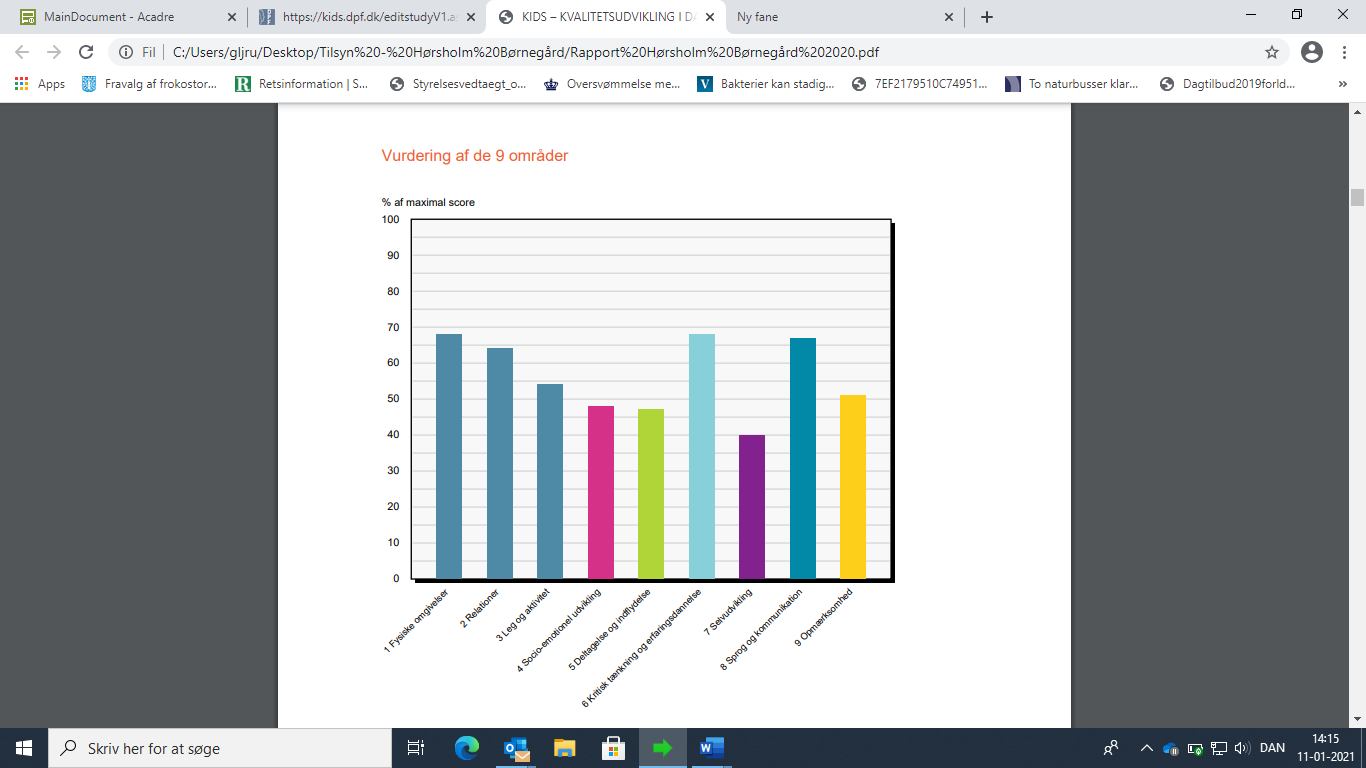 MainDocument - Acadre
https://kids.dpf.dk/editstudyV1.a
KIDS – KVALITETSUDVIKLING I DA
Ny fane
Fil
C:/Users/gljru/Desktop/Tilsyn%20-%20Hørsholm%20Børnegård/Rapport%20Hørsholm%20Børnegård%202020.pdf
Apps
Fravalg af frokostor...
Retsinformation | S...
Styrelsesvedtaegt_o...
Oversvømmelse me...
Bakterier kan stadig...
7EF2179510C74951...
To naturbusser klar...
Dagtilbud2019forld...
Vurdering af de 9 områder
% af maximal score
100
90
80
70
60
50
40
30
20
10
0
1 Fysiske omgivelser
2 Relationer
3 Leg og aktivitet
4 Socio-emotionel udvikling
5 Deltagelse og indflydelse
6 Kritisk tænkning og erfaringsdannelse
7 Selvudvikling
8 Sprog og kommunikation
9 Opmærksomhed
Skriv her for at søge
DAN
14:15
11-01-2021